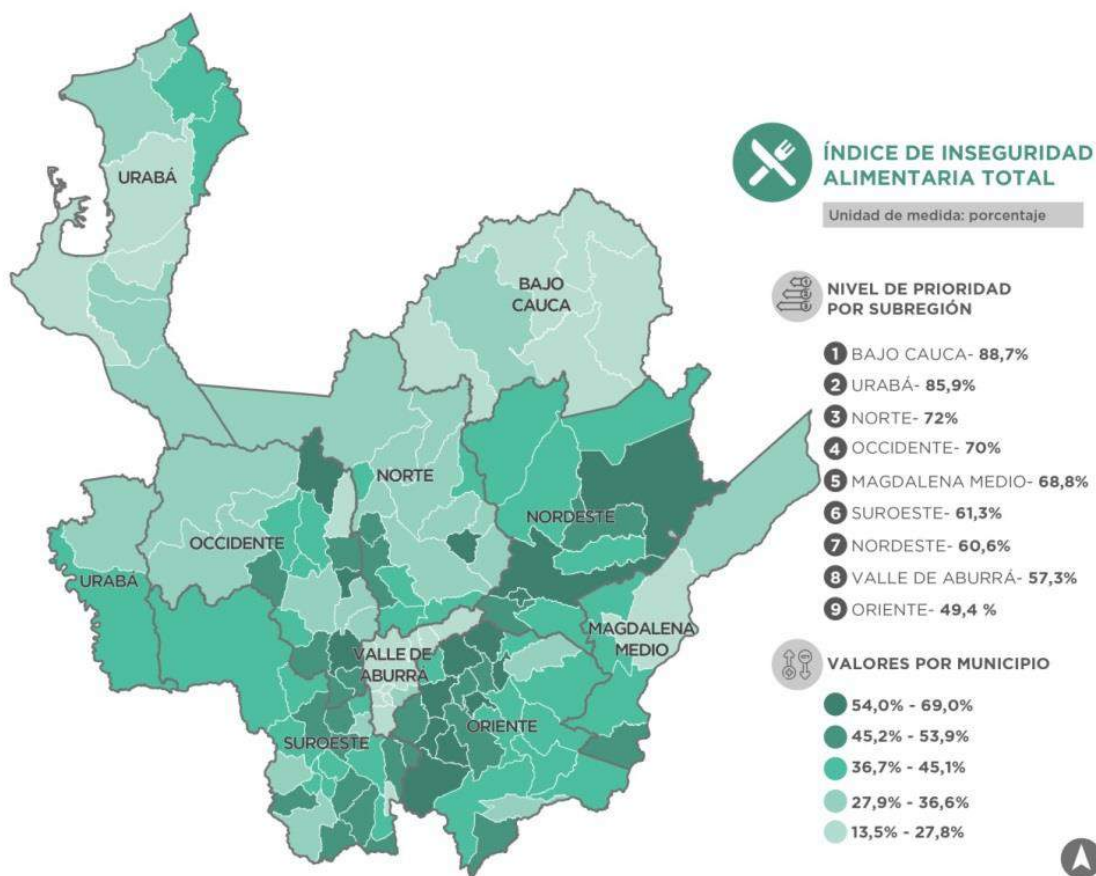 URABÁ
BAJO
CAUCA
NORTE
NORDESTE
OCCIDENTE
URABÁ
MAGDALENA
MEDIO
VALLE DE
ABURRÁ
ORIENTE
SUROESTE
ÍNDICE DE INSEGURIDAD
ALIMENTARIA TOTAL
Unidad de medida: porcentaje
NIVEL DE PRIORIDAD
POR SUBREGIÓN
1 BAJO CAUCA- 88,7%
2 URABÁ- 85,9%
3 NORTE- 72%
4 OCCIDENTE- 70%
5 MAGDALENA MEDIO- 68,8%
6 SUROESTE- 61,3%
7 NORDESTE- 60,6%
8 VALLE DE ABURRÁ- 57,3%
9 ORIENTE- 49,4 %
VALORES POR MUNICIPIO
54,0% - 69,0%
45,2% - 53,9%
36,7% - 45,1%
27,9% - 36,6%
13,5% - 27,8%